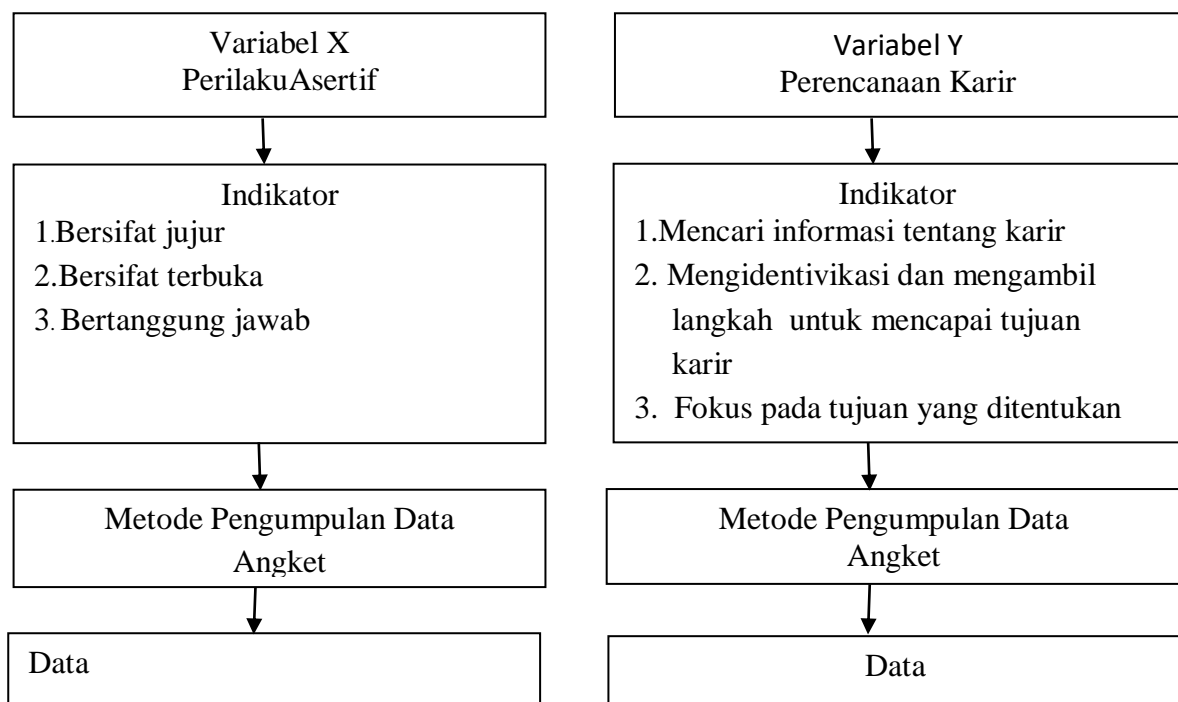 Variabel X
PerilakuAsertif
Indikator
1.Bersifat jujur
2.Bersifat terbuka
3. Bertanggung jawab
Metode Pengumpulan Data
Angket
Data
Variabel Y
Perencanaan Karir
Indikator
1.Mencari informasi tentang karir
2. Mengidentivikasi dan mengambil
langkah untuk mencapai tujuan
karir
3. Fokus pada tujuan yang ditentukan
Metode Pengumpulan Data
Angket
Data